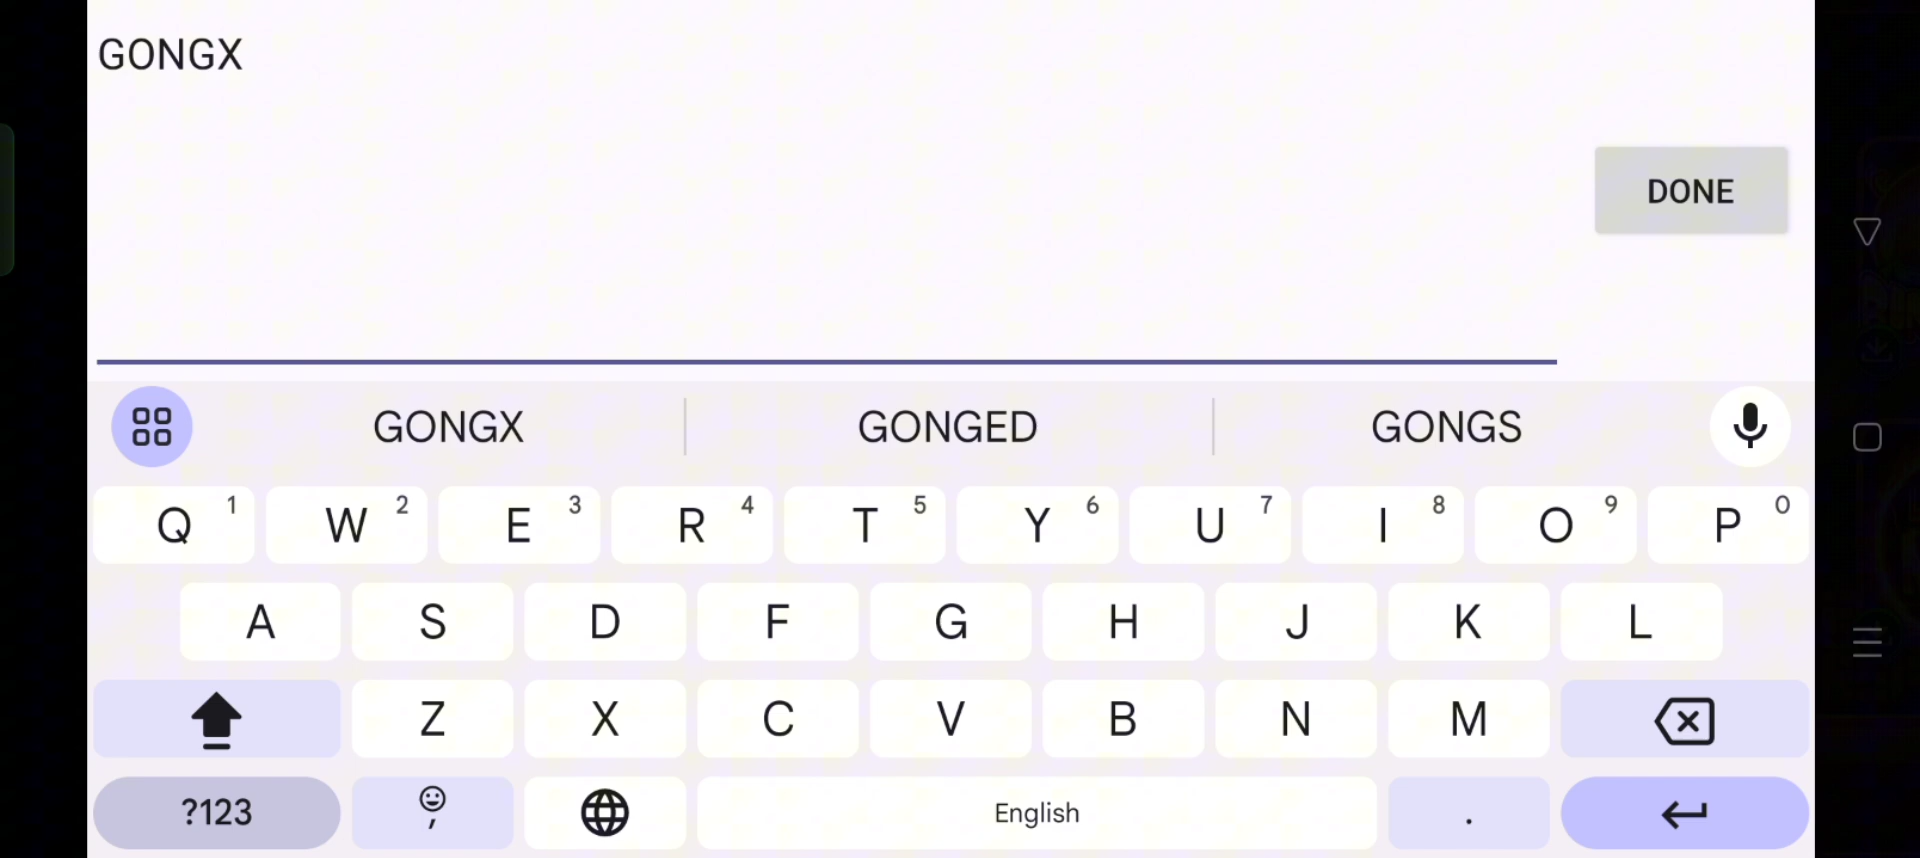 GONGX
DONE
GONGX GONGED GONGS
Q 1 W 2 E 3 R 4 T 5 Y 6 U 7 I 8 O 9 P 0
A S D F G H J K L
Z X C V B N M
?123 , English .